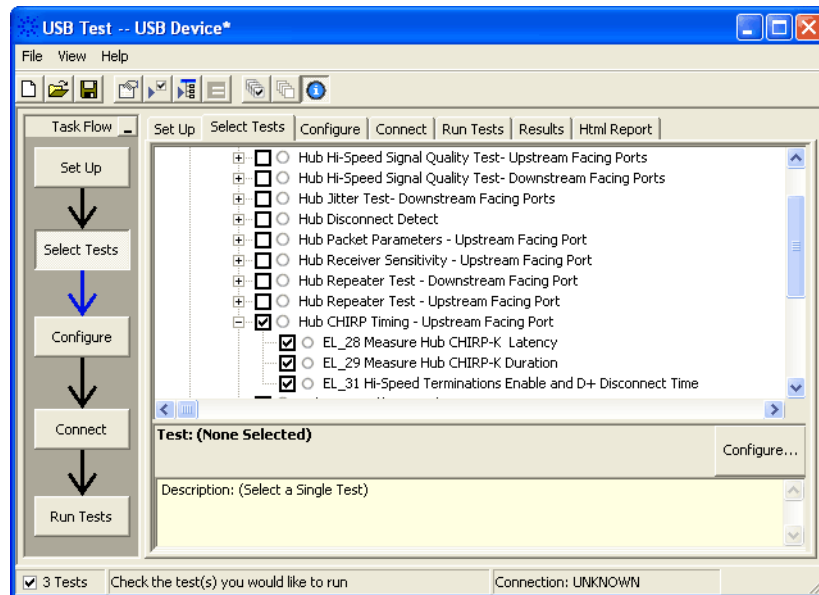 USB Test -- USB Device*
File View Help
Task Flow
Set Up Select Tests Configure Connect Run Tests Results Html Report
Set Up
Select Tests
Configure
Connect
Run Tests
Hub Hi-Speed Signal Quality Test- Upstream Facing Ports
Hub Hi-Speed Signal Quality Test- Downstream Facing Ports
Hub Jitter Test- Downstream Facing Ports
Hub Disconnect Detect
Hub Packet Parameters - Upstream Facing Port
Hub Receiver Sensitivity - Upstream Facing Port
Hub Repeater Test - Downstream Facing Port
Hub Repeater Test - Upstream Facing Port
Hub CHIRP Timing - Upstream Facing Port
EL_28 Measure Hub CHIRP-K Latency
EL_29 Measure Hub CHIRP-K Duration
EL_31 Hi-Speed Terminations Enable and D+ Disconnect Time
Test: (None Selected)
Configure...
Description: (Select a Single Test)
3 Tests Check the test(s) you would like to run Connection: UNKNOWN